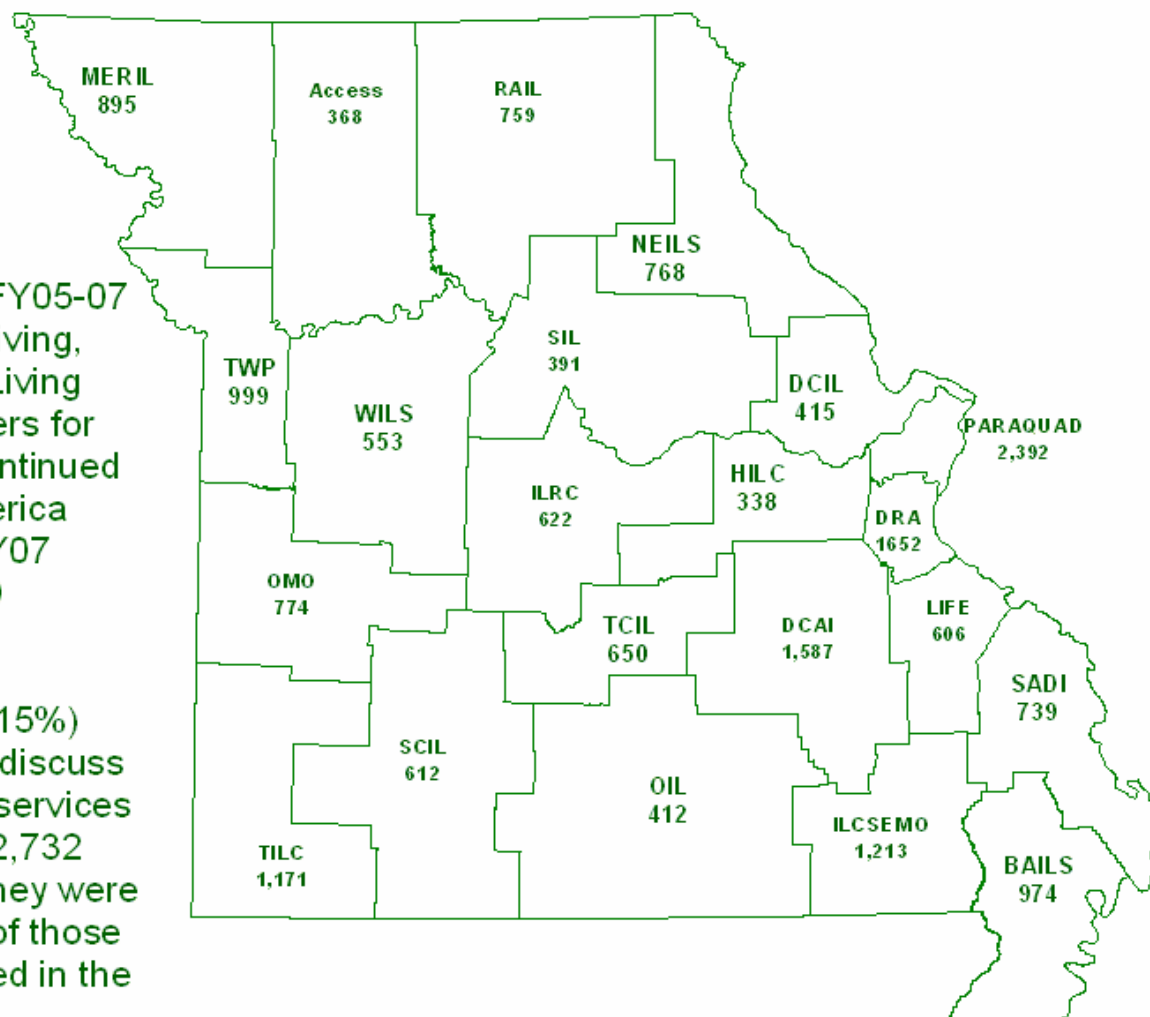 MERIL
895
Access
368
RAIL
759
NEILS
768
FY05-07
ving,
Living
ers for
ntinued
erica
Y07
)
TWP
999
WILS
553
SIL
391
DCIL
415
PARAQUAD
2,392
ILRC
622
HILC
338
DRA
1652
OMO
774
TCIL
650
DCAI
1,587
LIFE
606
SADI
739
15%)
discuss
services
2,732
hey were
of those
ed in the
SCIL
612
OIL
412
TILC
1,171
ILCSEMO
1,213
BAILS
974